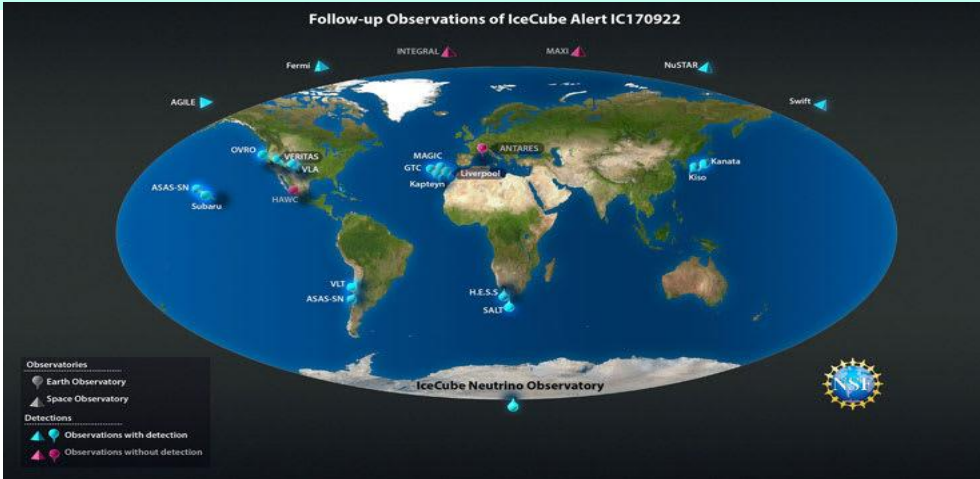 Follow-up Observations of IceCube Alert IC170922
INTEGRAL
MAXI
Fermi
NuSTAR
AGILE
Swift
OVRO
VERITAS
VLA
MAGIC
GTC
Kapteyn
Liverpool
ANTARES
Kanata
Kiso
ASAS-SN
Subaru
HAWC
VLT
ASAS-SN
H.E.S.S
SALT
Observatories
Earth Observatory
Space Observatory
Detections
Observations with detection
Observations without detection
IceCube Neutrino Observatory
NSF